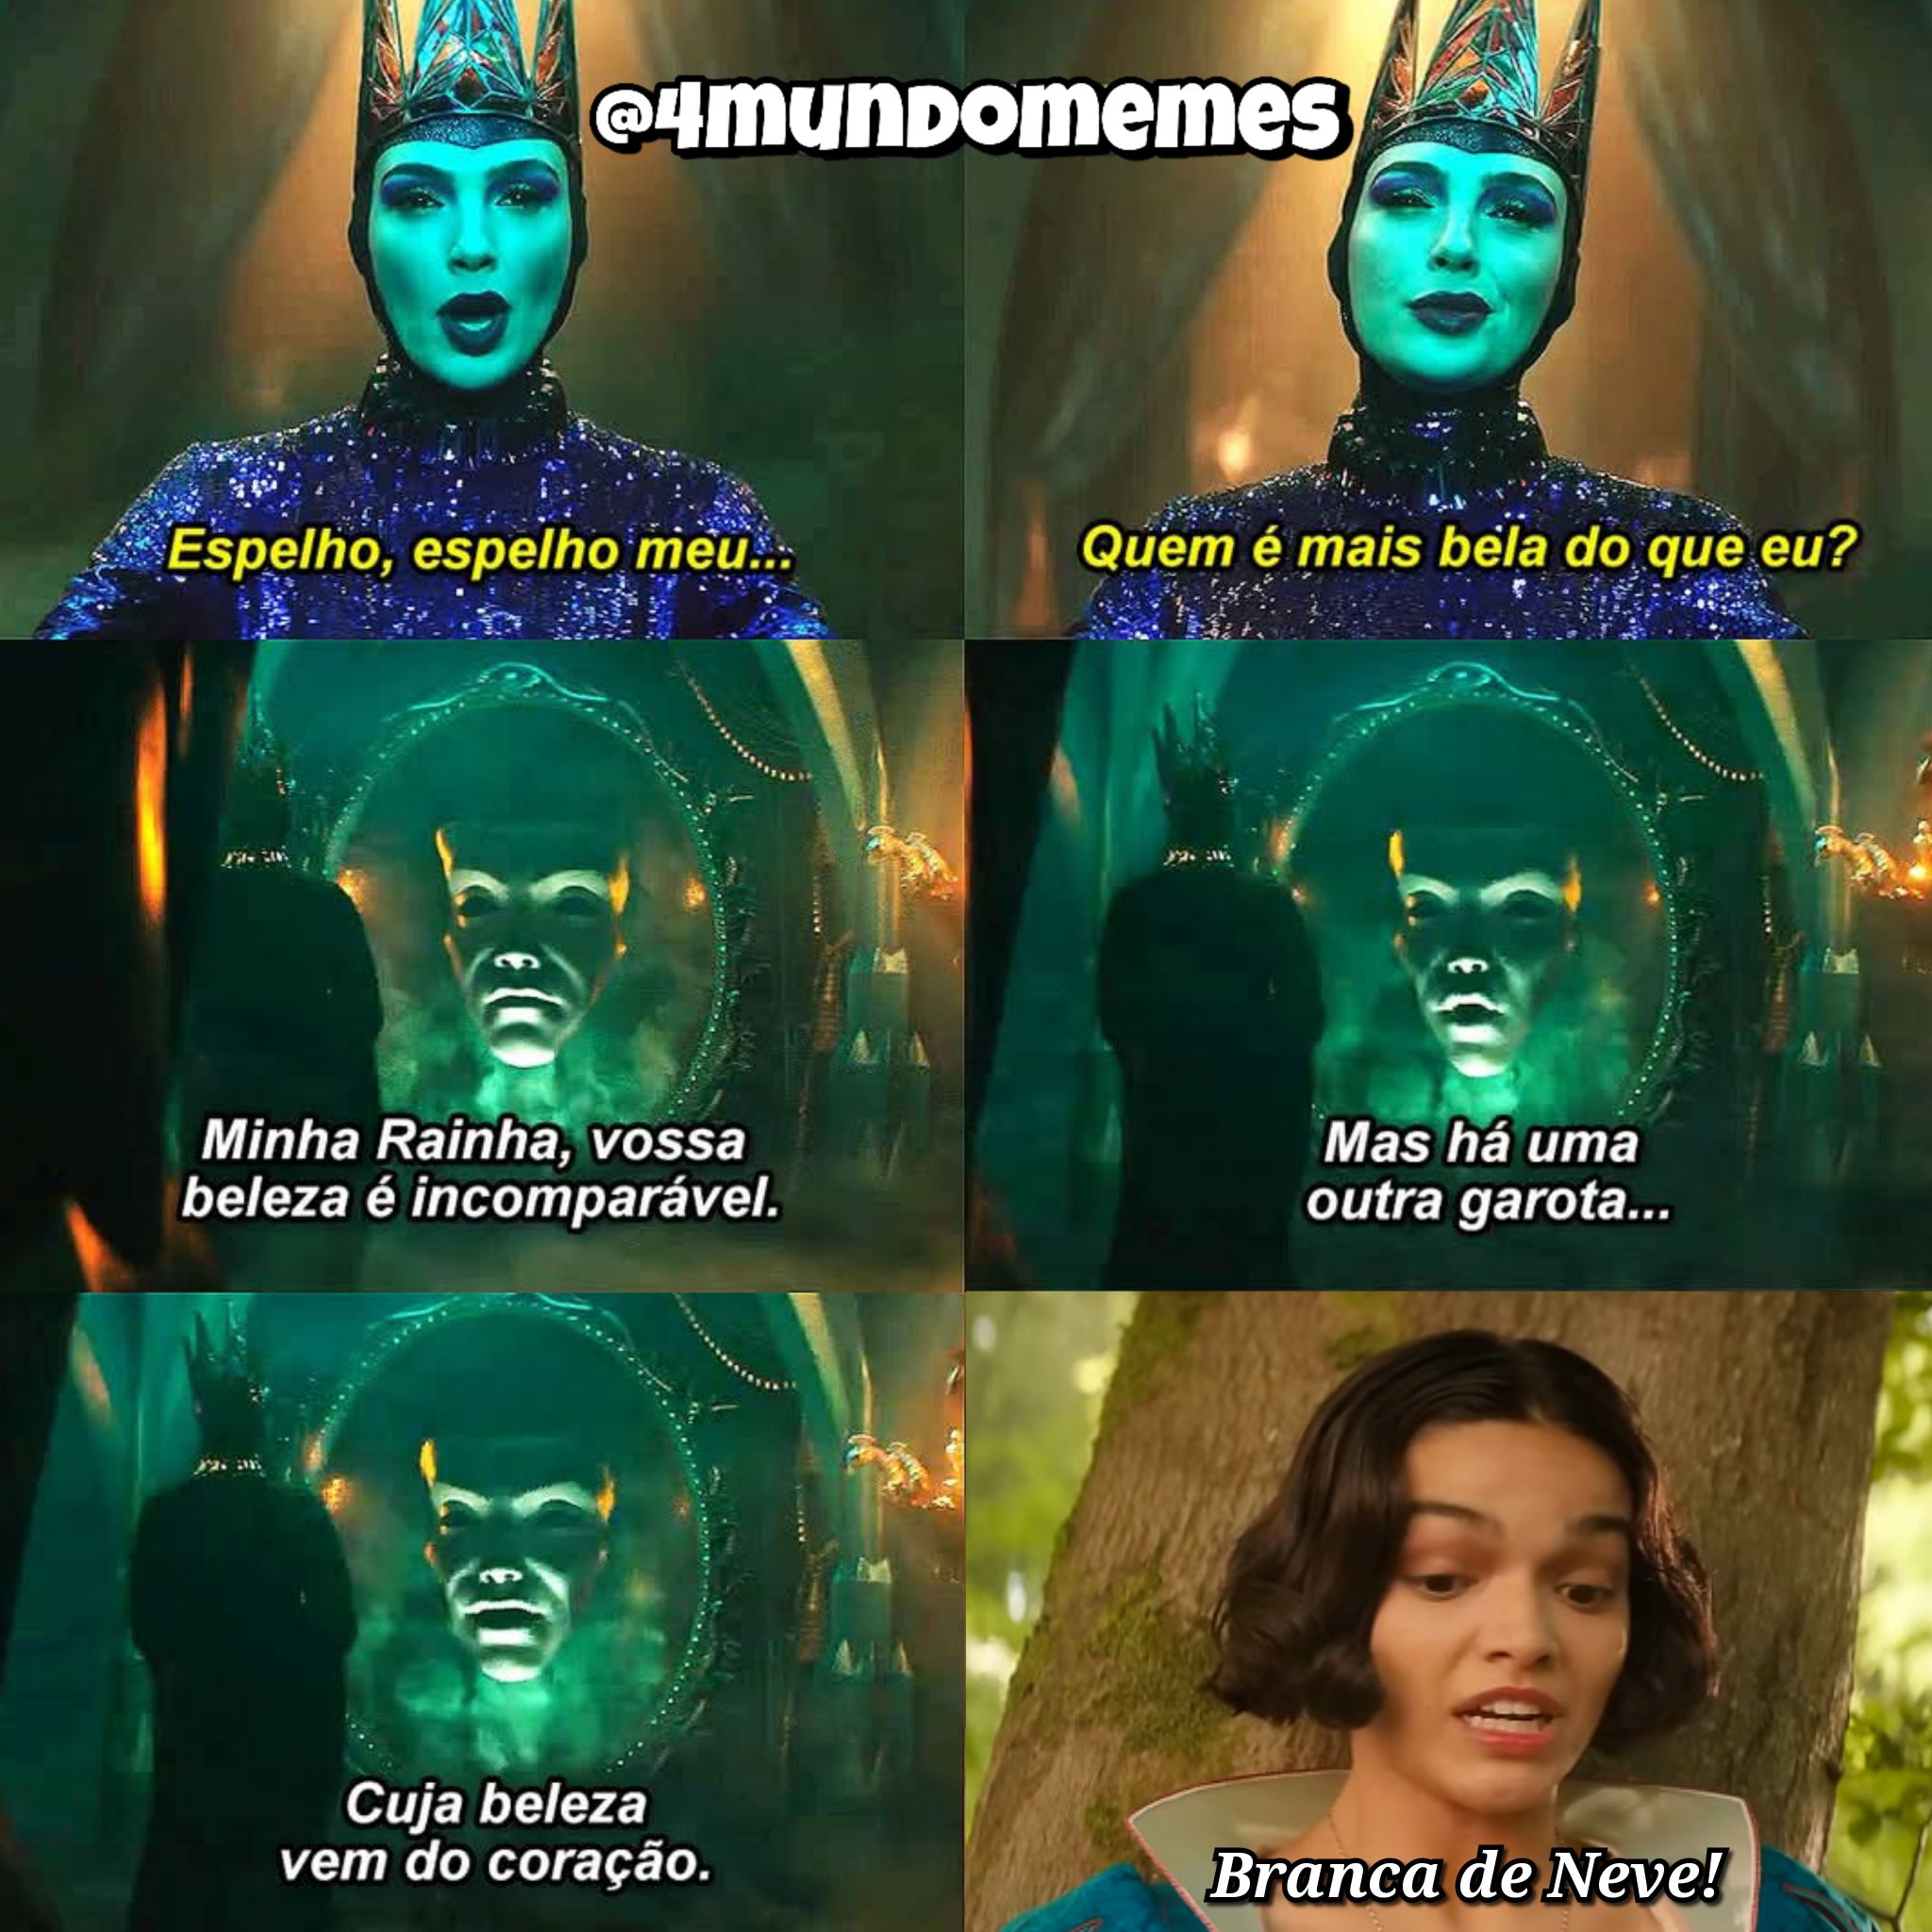 @4mundomemes
Espelho, espelho meu...
Quem é mais bela do que eu?
Minha Rainha, vossa
beleza é incomparável.
Mas há uma
outra garota...
Cuja beleza
vem do coração.
Branca de Neve!